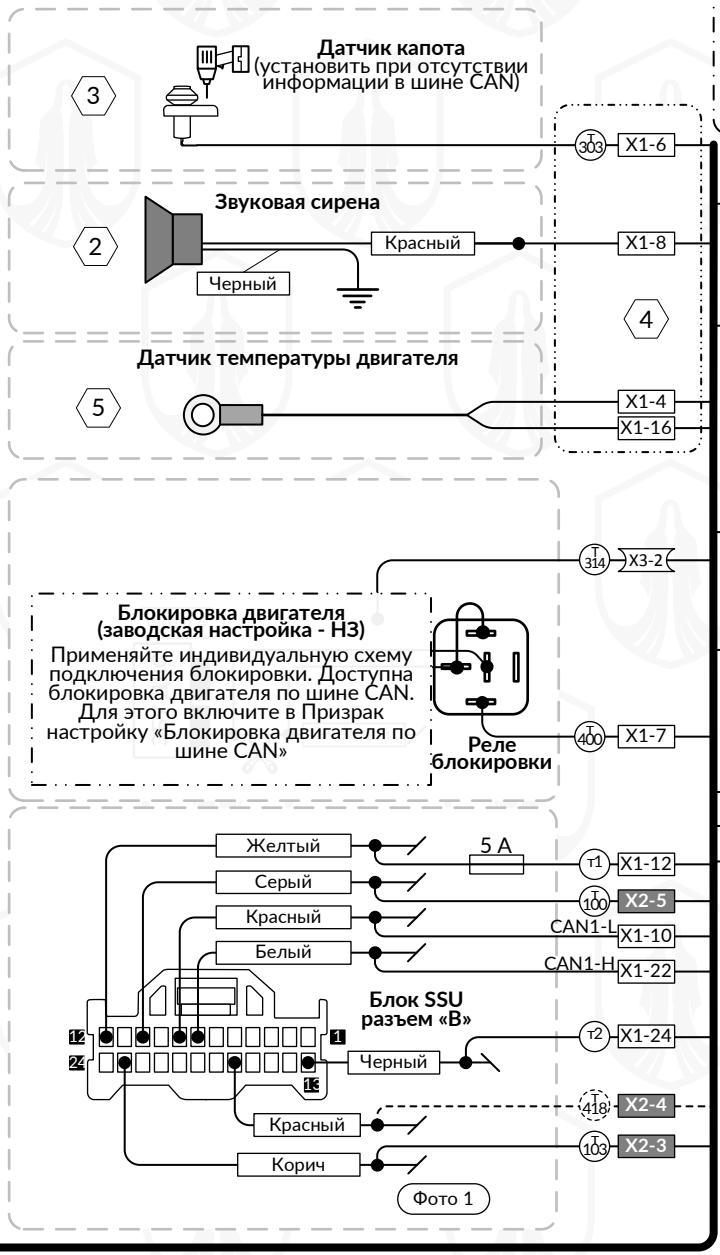 Датчик капота
(установить при отсутствии
информации в шине CAN)
3
T
303
X1-6
Звуковая сирена
2
Красный
X1-8
Черный
4
Датчик температуры двигателя
5
X1-4
X1-16
T
314
X3-2
Блокировка двигателя
(заводская настройка - НЗ)
Применяйте индивидуальную схему
подключения блокировки. Доступна
блокировка двигателя по шине CAN.
Для этого включите в Призрак
настройку «Блокировка двигателя по
шине CAN»
Реле
блокировки
T
400
X1-7
Желтый
5 A
т1
X1-12
Серый
T
100
X2-5
Красный
CAN1-L
X1-10
Белый
CAN1-H
X1-22
Блок SSU
разъем «В»
12
1
24
13
Черный
т2
X1-24
T
418
X2-4
Красный
T
103
X2-3
Корич
Фото 1